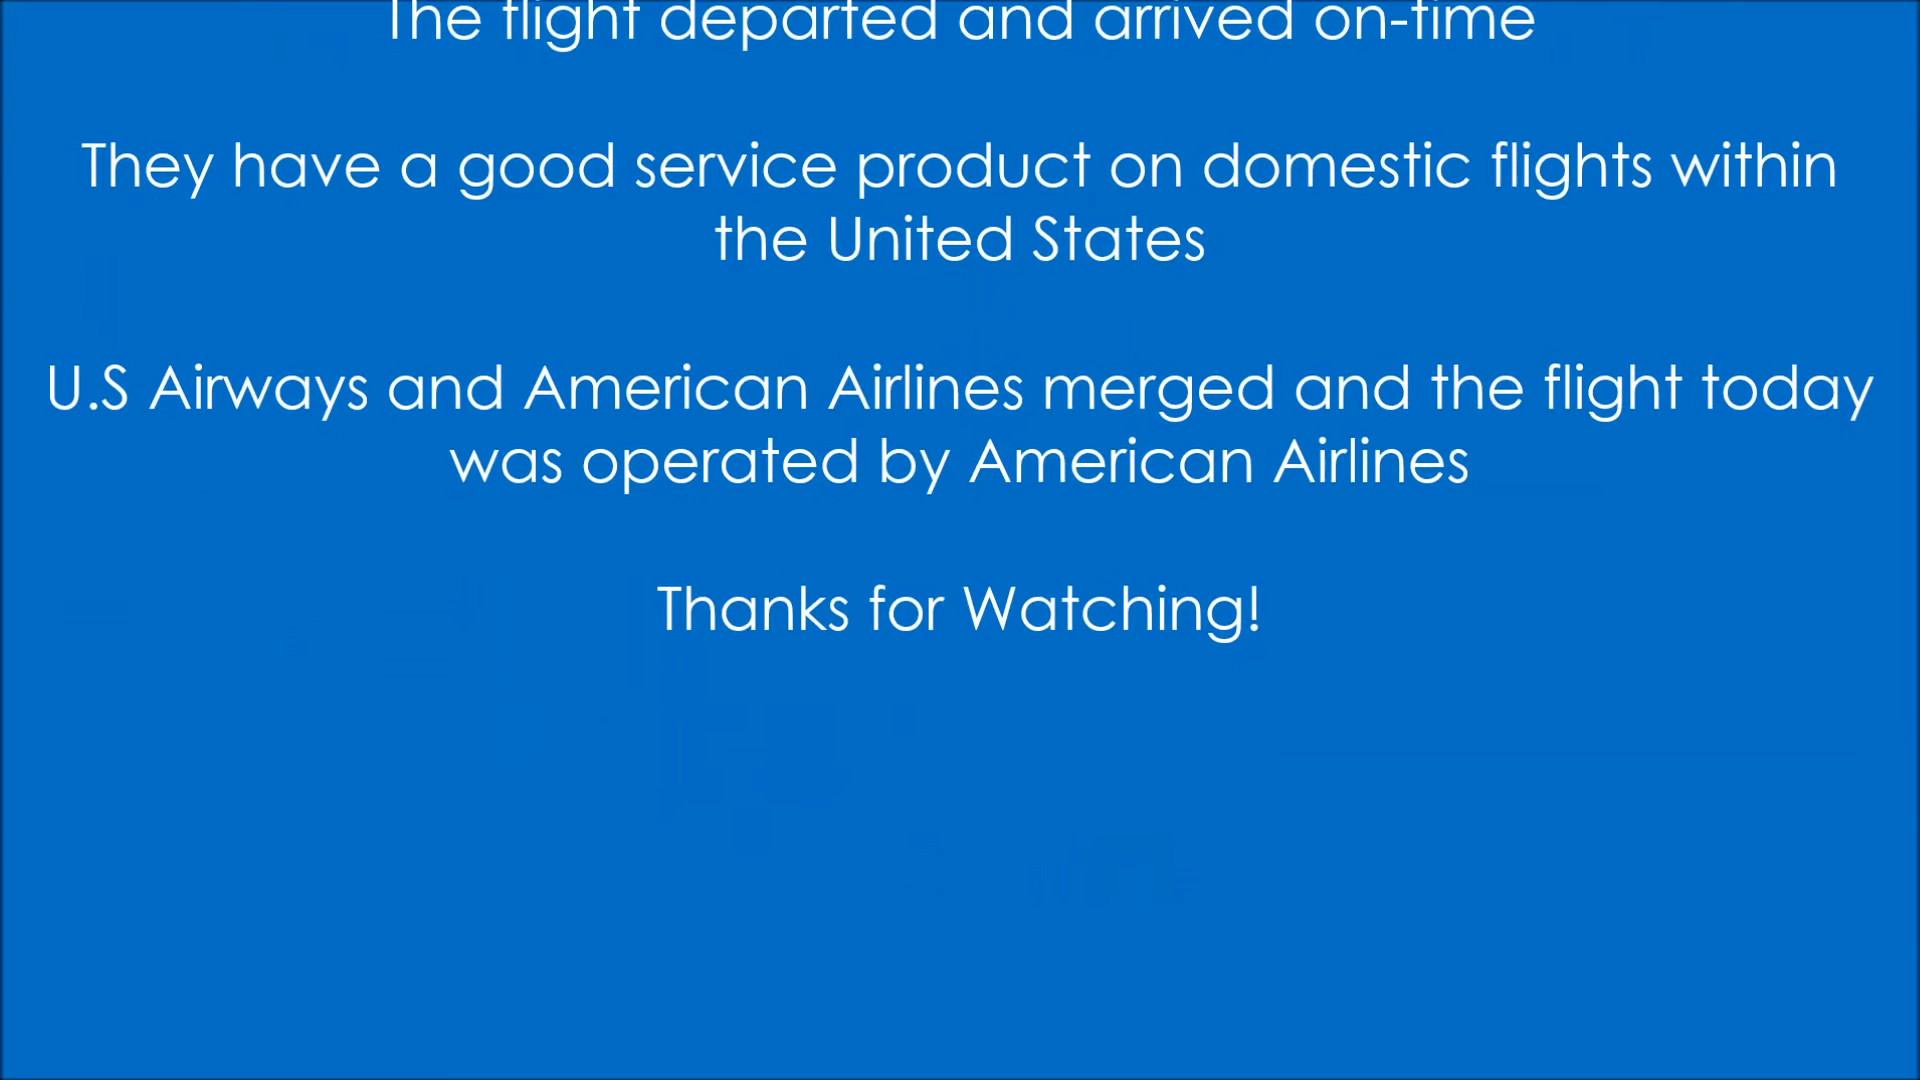 The flight departed and arrived on-time
They have a good service product on domestic flights within
the United States
U.S Airways and American Airlines merged and the flight today
was operated by American Airlines
Thanks for Watching!